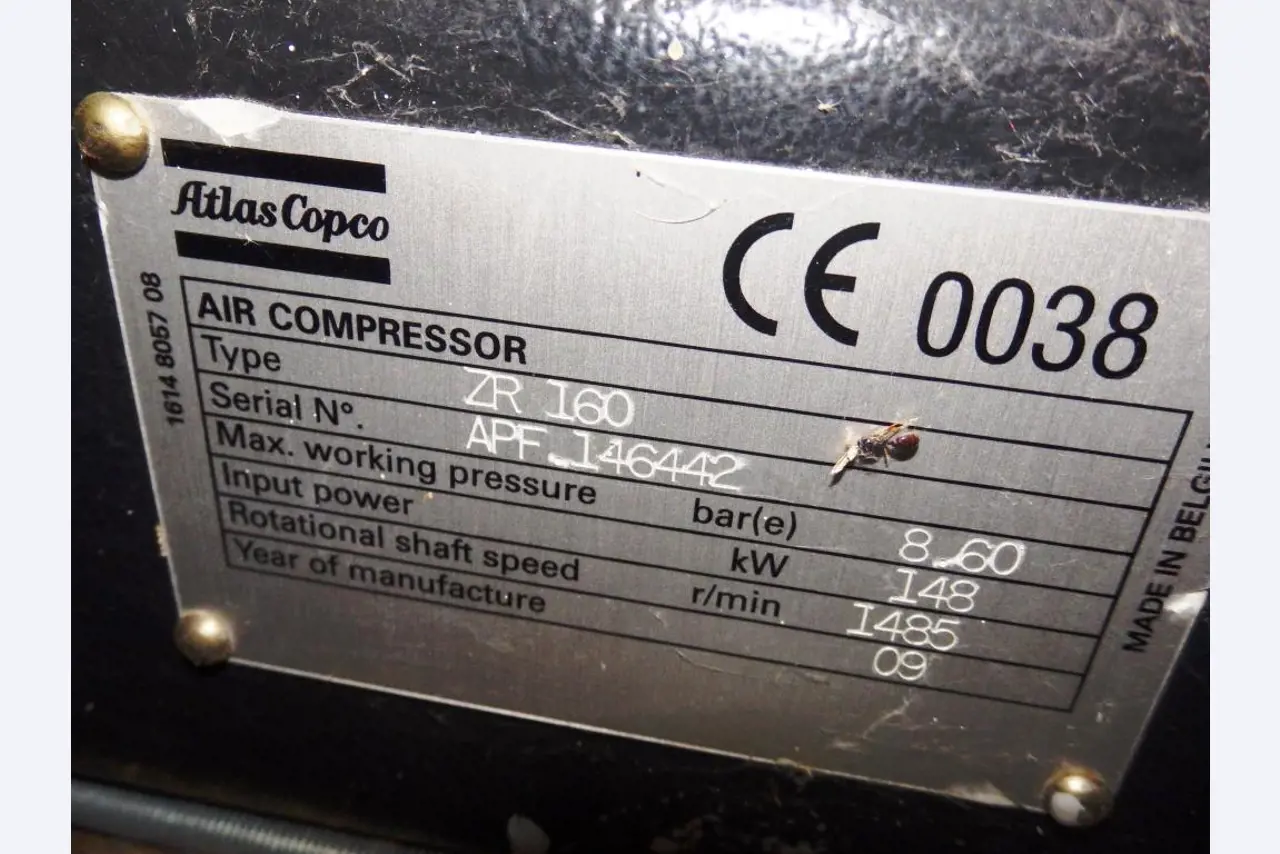 Atlas Copco
CE 0038
1614 8057 08
AIR COMPRESSOR
Type ZR 160
Serial N°. APF 146442
Max. working pressure bar(e) 8.60
Input power kW 148
Rotational shaft speed r/min 1485
Year of manufacture 09
MADE IN BELGIU